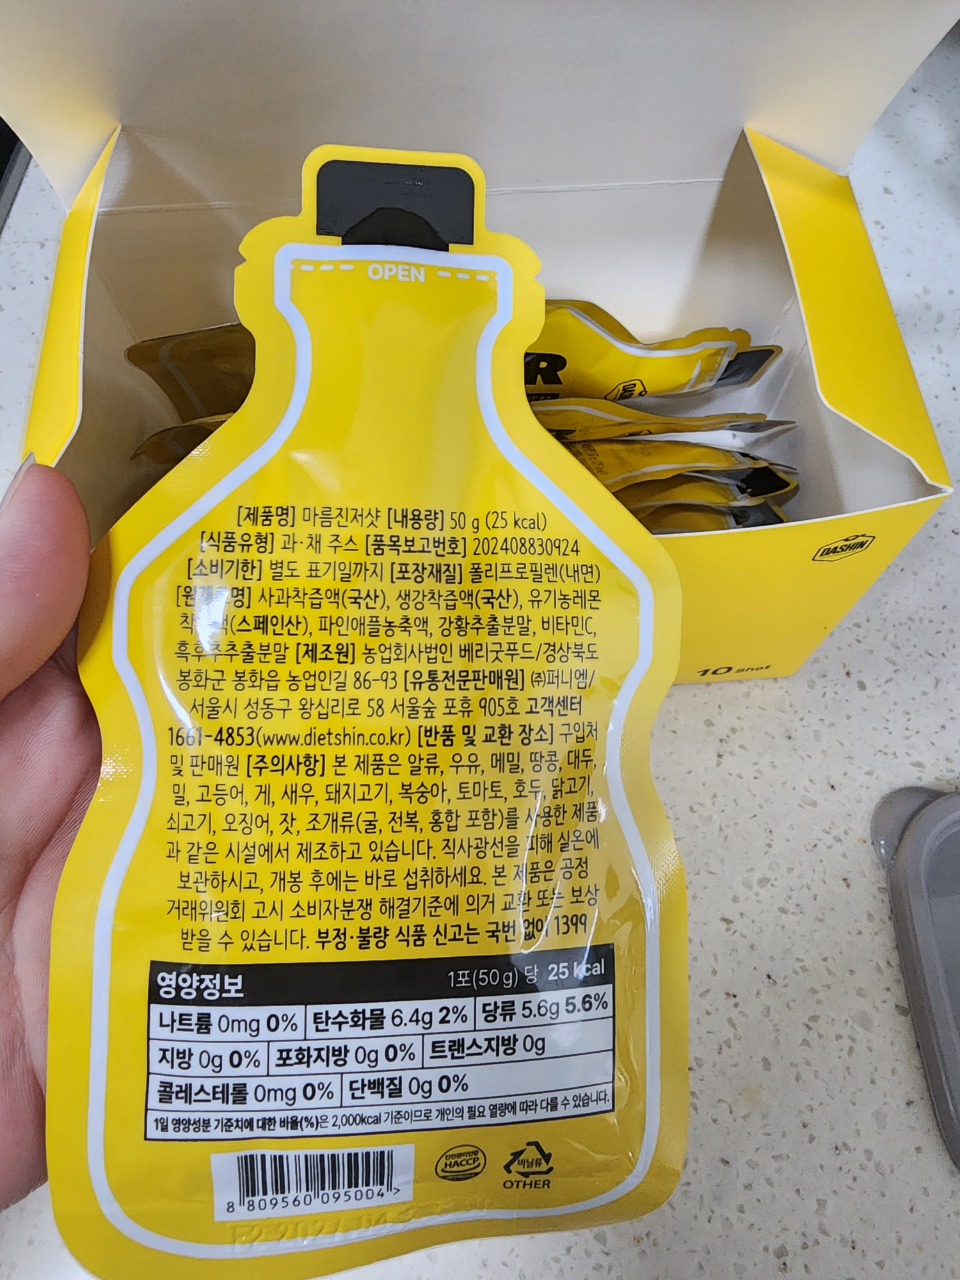 OPEN
R
[제품명] 마름진저샷 [내용량] 50 g (25 kcal)
[식품유형] 과·채 주스 [품목보고번호] 202408830924
[소비기한] 별도 표기일까지 [포장재질] 폴리프로필렌(내면)
사과착즙액(국산), 생강착즙액(국산), 유기농레몬
(스페인산), 파인애플농축액, 강황추출분말, 비타민C,
흑후추추출분말 [제조원] 농업회사법인 베리굿푸드/경상북도
봉화군 봉화읍 농업인길 86-93 [유통전문판매원] ㈜퍼니엠/
서울시 성동구 왕십리로 58 서울숲 포휴 905호 고객센터
1661-4853(www.dietshin.co.kr) [반품 및 교환 장소] 구입처
및 판매원 [주의사항] 본 제품은 알류, 우유, 메밀, 땅콩, 대두,
밀, 고등어, 게, 새우, 돼지고기, 복숭아, 토마토, 호두, 닭고기,
쇠고기, 오징어, 잣, 조개류(굴, 전복, 홍합 포함)를 사용한 제품
과 같은 시설에서 제조하고 있습니다. 직사광선을 피해 실온에
보관하시고, 개봉 후에는 바로 섭취하세요. 본 제품은 공정
거래위원회 고시 소비자분쟁 해결기준에 의거 교환 또는 보상
받을 수 있습니다. 부정·불량 식품 신고는 국번 없이 1399
영양정보 1포(50 g) 당 25 kcal
나트륨 0mg 0% 탄수화물 6.4g 2% 당류 5.6g 5.6%
지방 0g 0% 포화지방 0g 0% 트랜스지방 0g
콜레스테롤 0mg 0% 단백질 0g 0%
1일 영양성분 기준치에 대한 비율(%)은 2,000kcal 기준이므로 개인의 필요 열량에 따라 다를 수 있습니다.
8 809560 095004 >
HACCP
비닐류
OTHER
DASHIN
10 shot